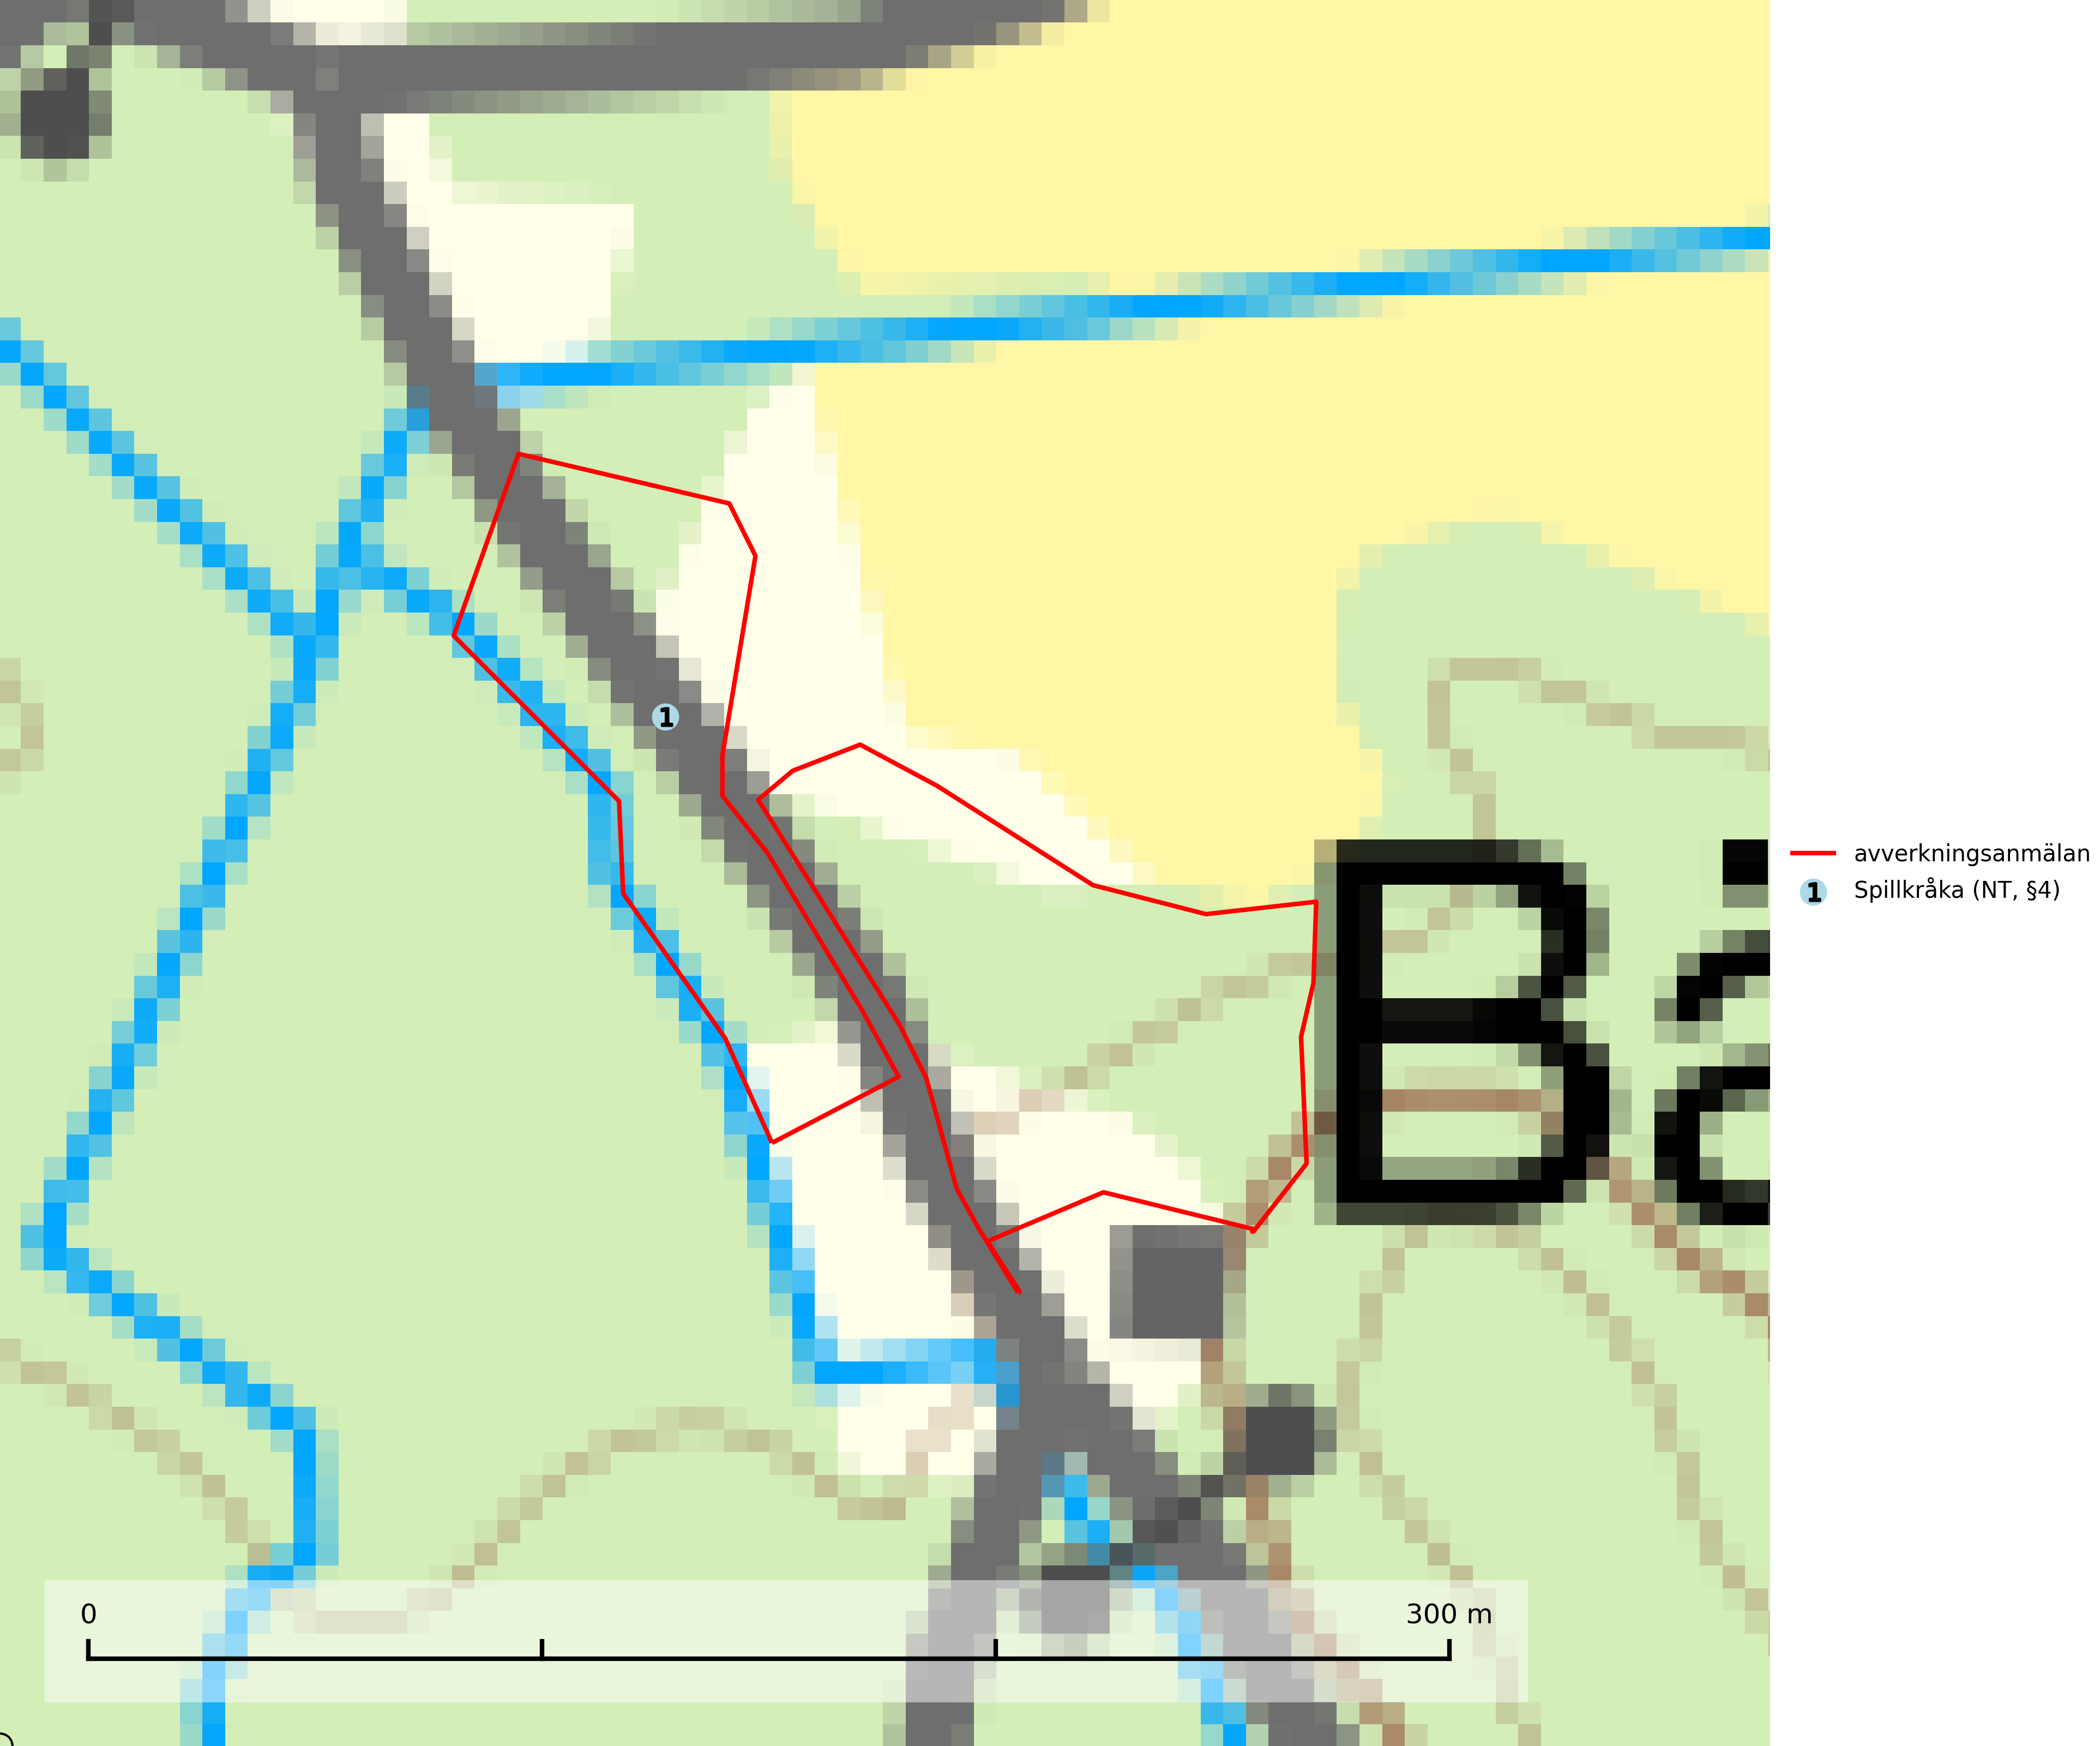 1
B
avverkningsanmälan
1 Spillkråka (NT, §4)
0 300 m